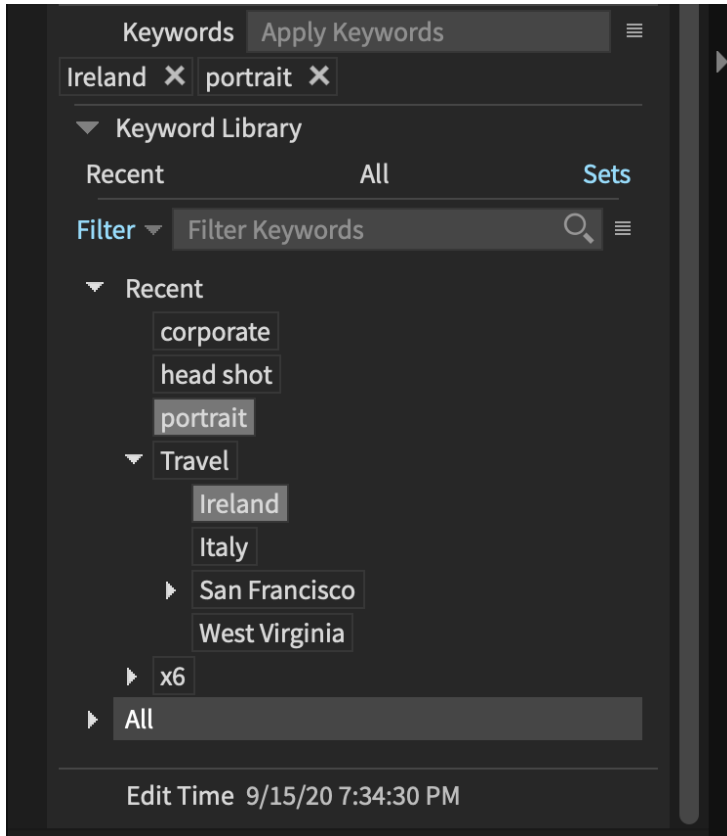 Keywords Apply Keywords
Ireland portrait
Keyword Library
Recent All Sets
Filter Filter Keywords
Recent
corporate
head shot
portrait
Travel
Ireland
Italy
San Francisco
West Virginia
x6
All
Edit Time 9/15/20 7:34:30 PM